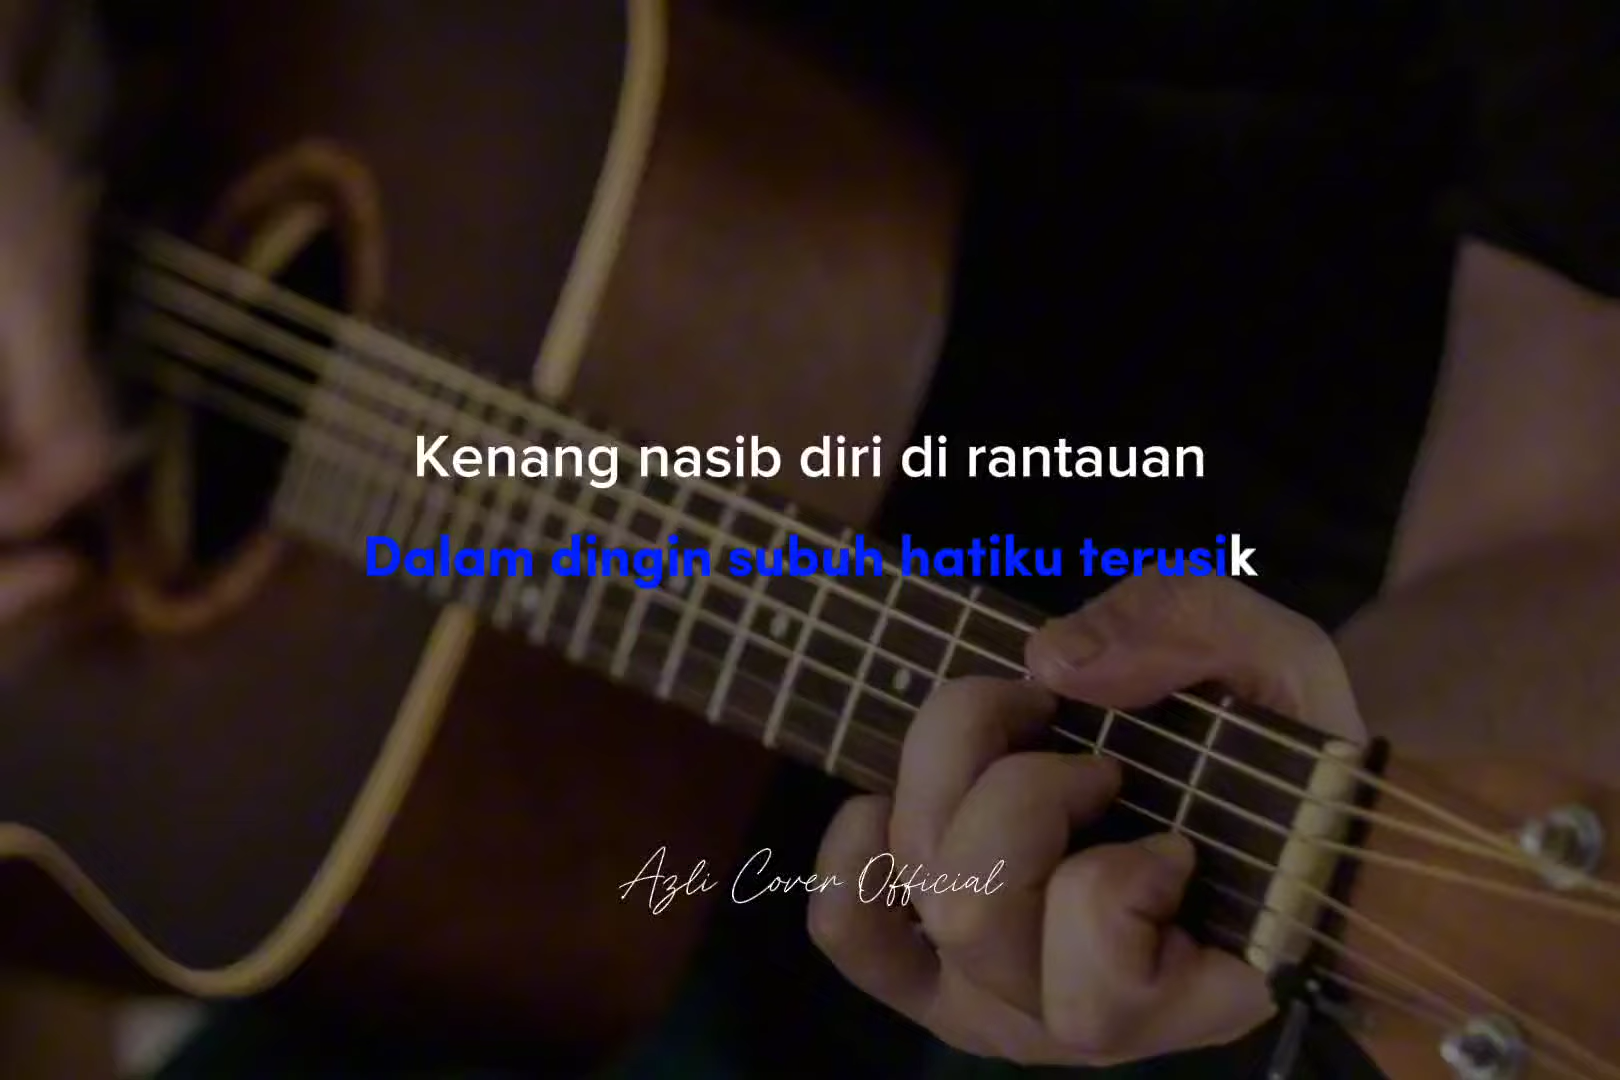 Kenang nasib diri di rantauan
Dalam dingin subuh hatiku terusik
Azli Cover Official